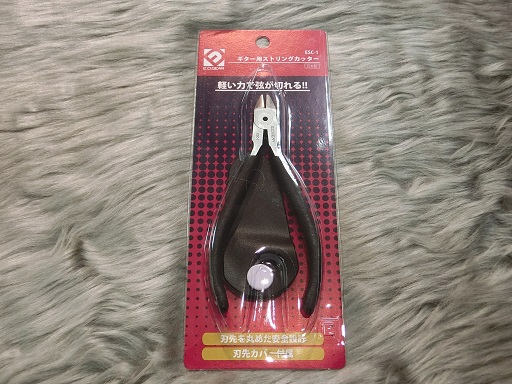 ESC-1
ギター用ストリングカッター
軽い力で弦が切れる!!
刃先を丸めた安全設計
刃先カバー付属